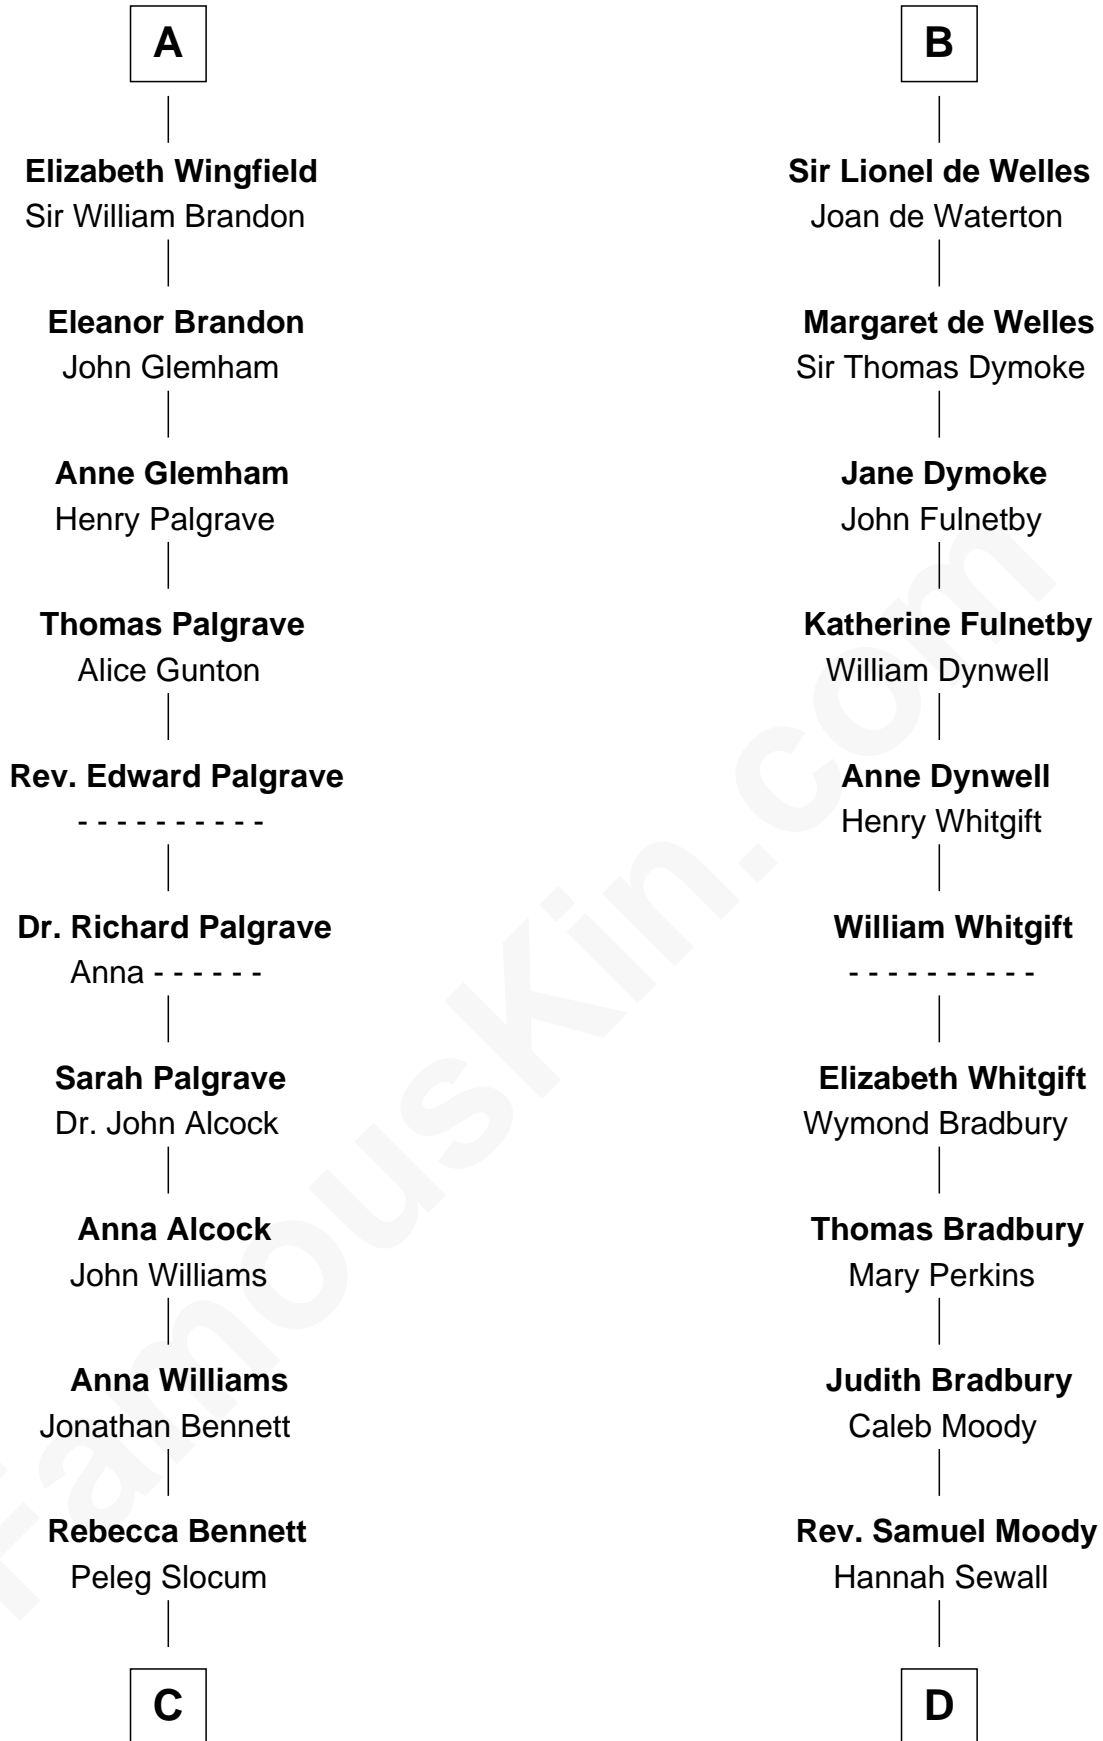 A
Elizabeth Wingfield
Sir William Brandon
Eleanor Brandon
John Glemham
Anne Glemham
Henry Palgrave
Thomas Palgrave
Alice Gunton
Rev. Edward Palgrave
- - - - - - - - - -
Dr. Richard Palgrave
Anna - - - - - -
Sarah Palgrave
Dr. John Alcock
Anna Alcock
John Williams
Anna Williams
Jonathan Bennett
Rebecca Bennett
Peleg Slocum
C
B
Sir Lionel de Welles
Joan de Waterton
Margaret de Welles
Sir Thomas Dymoke
Jane Dymoke
John Fulnetby
Katherine Fulnetby
William Dynwell
Anne Dynwell
Henry Whitgift
William Whitgift
- - - - - - - - - -
Elizabeth Whitgift
Wymond Bradbury
Thomas Bradbury
Mary Perkins
Judith Bradbury
Caleb Moody
Rev. Samuel Moody
Hannah Sewall
D
FamousKin.com